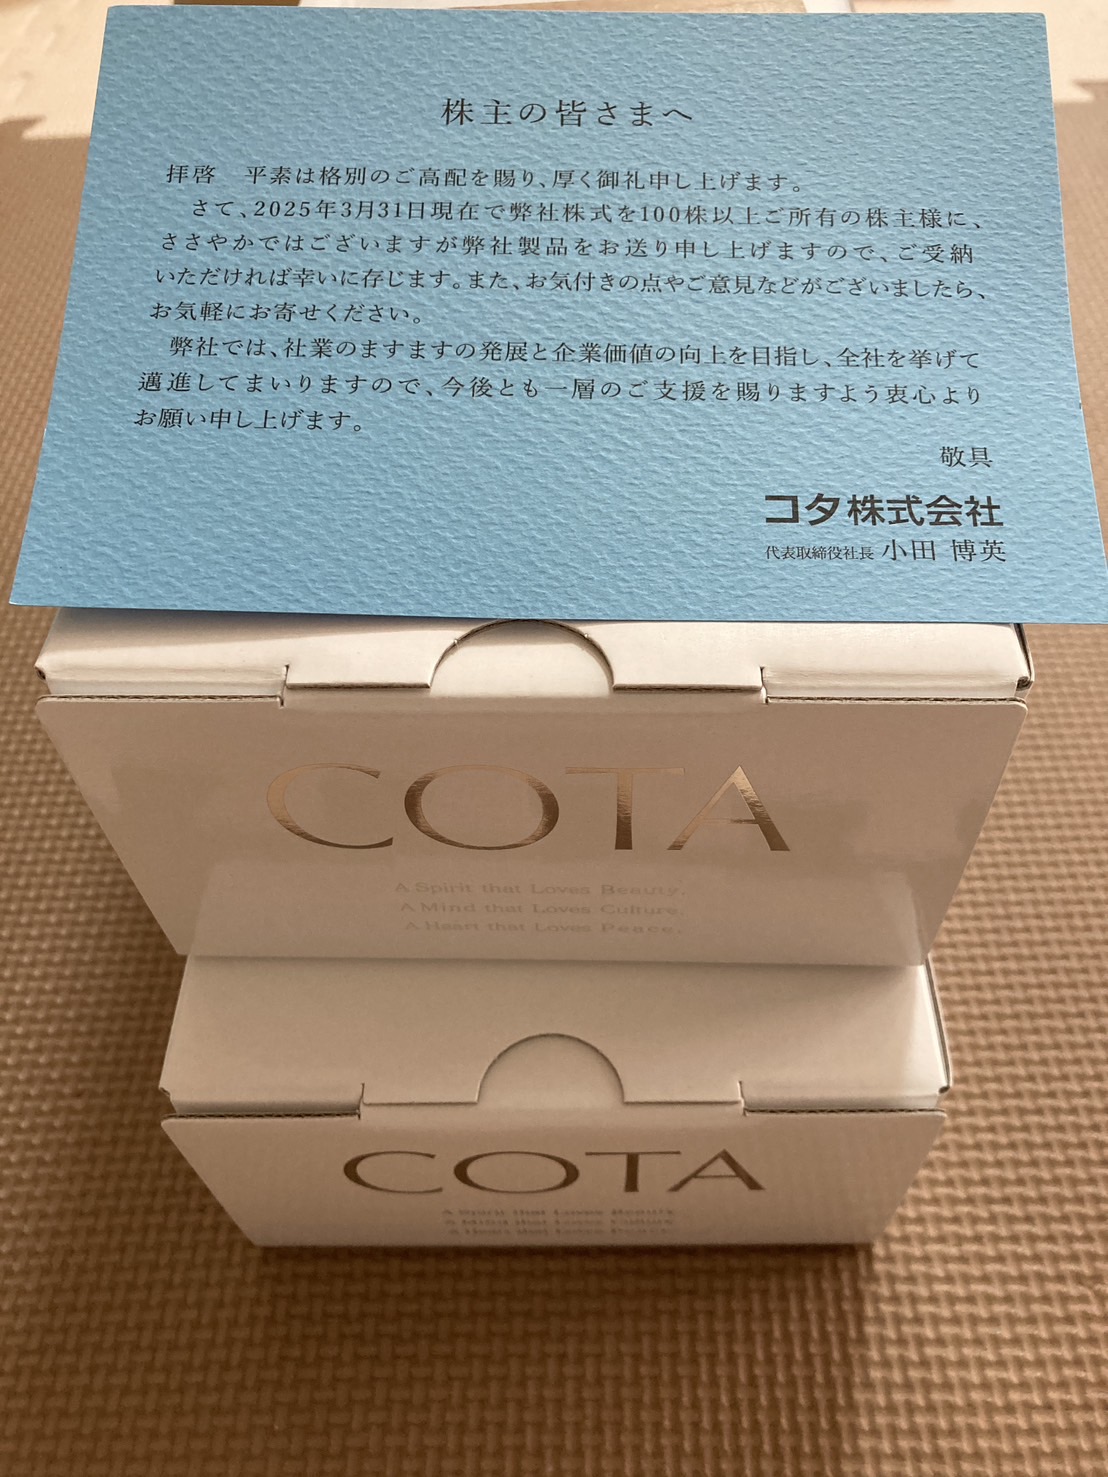 株主の皆さまへ
拝啓　平素は格別のご高配を賜り、厚く御礼申し上げます。
さて、2025年3月31日現在で弊社株式を100株以上ご所有の株主様に、
ささやかではございますが弊社製品をお送り申し上げますので、ご受納
いただければ幸いに存じます。また、お気付きの点やご意見などがございましたら、
お気軽にお寄せください。
弊社では、社業のますますの発展と企業価値の向上を目指し、全社を挙げて
邁進してまいりますので、今後とも一層のご支援を賜りますよう衷心より
お願い申し上げます。
敬具
コタ株式会社
代表取締役社長 小田 博英
COTA
A Spirit that Loves Beauty.
A Mind that Loves Culture.
A Heart that Loves Peace.
COTA
A Spirit that Loves Beauty.
A Mind that Loves Culture.
A Heart that Loves Peace.